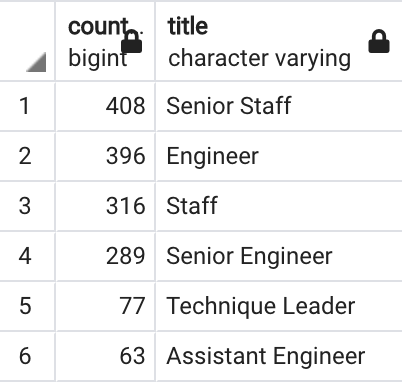 count.. title
bigint character varying
1 408 Senior Staff
2 396 Engineer
3 316 Staff
4 289 Senior Engineer
5 77 Technique Leader
6 63 Assistant Engineer